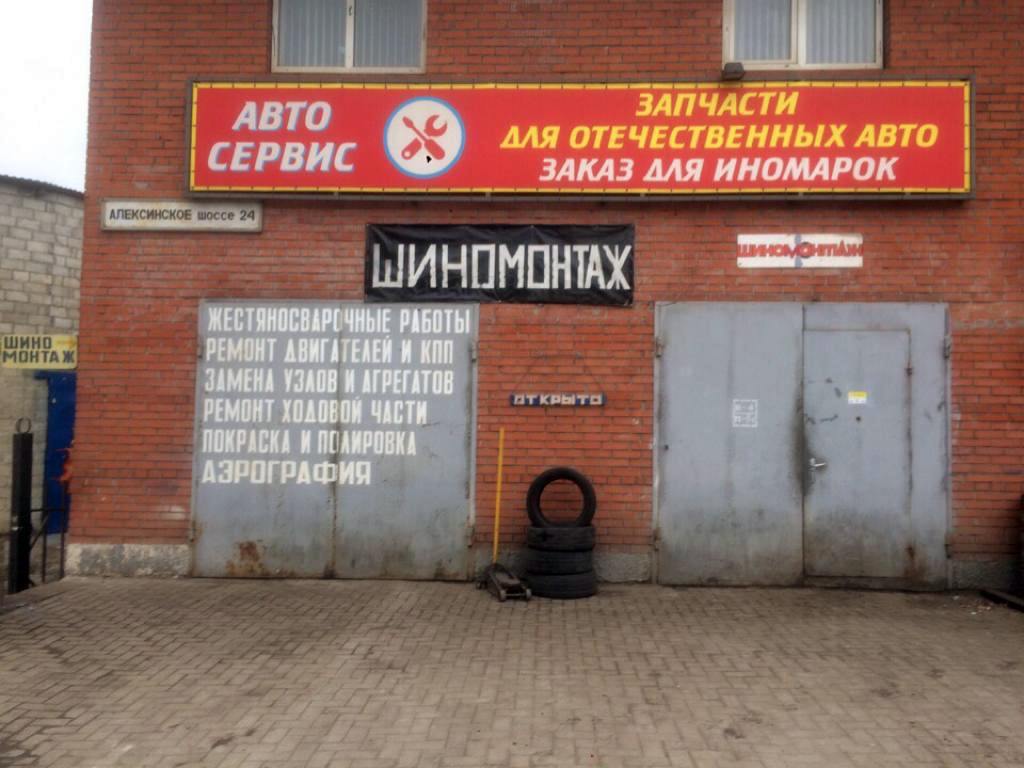 АВТО
СЕРВИС
ЗАПЧАСТИ
ДЛЯ ОТЕЧЕСТВЕННЫХ АВТО
ЗАКАЗ ДЛЯ ИНОМАРОК
АЛЕКСИНСКОЕ шоссе 24
ШИНОМОНТАЖ
ШИНОМОНТАЖ
ШИНО
МОНТАЖ
ЖЕСТЯНОСВАРОЧНЫЕ РАБОТЫ
РЕМОНТ ДВИГАТЕЛЕЙ И КПП
ЗАМЕНА УЗЛОВ И АГРЕГАТОВ
РЕМОНТ ХОДОВОЙ ЧАСТИ
ПОКРАСКА И ПОЛИРОВКА
АЭРОГРАФИЯ
ОТКРЫТО